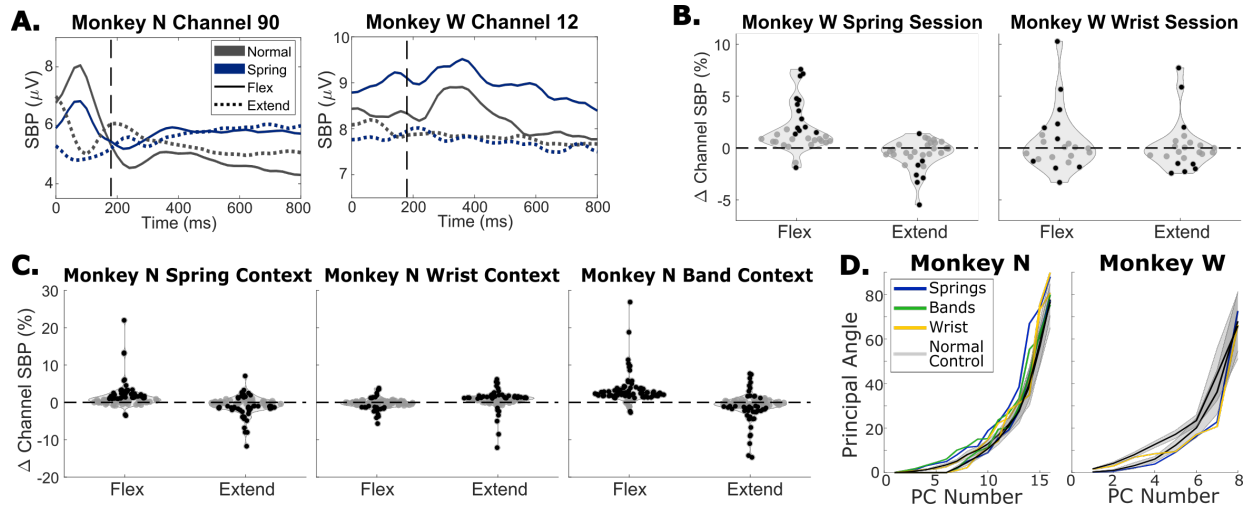 A.
Monkey N Channel 90
Monkey W Channel 12
SBP (μV)
8
6
4
0 200 400 600 800
Time (ms)
Normal
Spring
Flex
Extend
SBP (μV)
10
9
8
7
0 200 400 600 800
Time (ms)
B.
Monkey W Spring Session
Monkey W Wrist Session
Δ Channel SBP (%)
10
5
0
-5
Flex Extend
Flex Extend
C.
Monkey N Spring Context
Monkey N Wrist Context
Monkey N Band Context
Δ Channel SBP (%)
30
20
10
0
-10
-20
Flex Extend
Flex Extend
Flex Extend
D.
Monkey N
Monkey W
Principal Angle
80
60
40
20
0
Springs
Bands
Wrist
Normal
Control
0 5 10 15
PC Number
0 2 4 6 8
PC Number